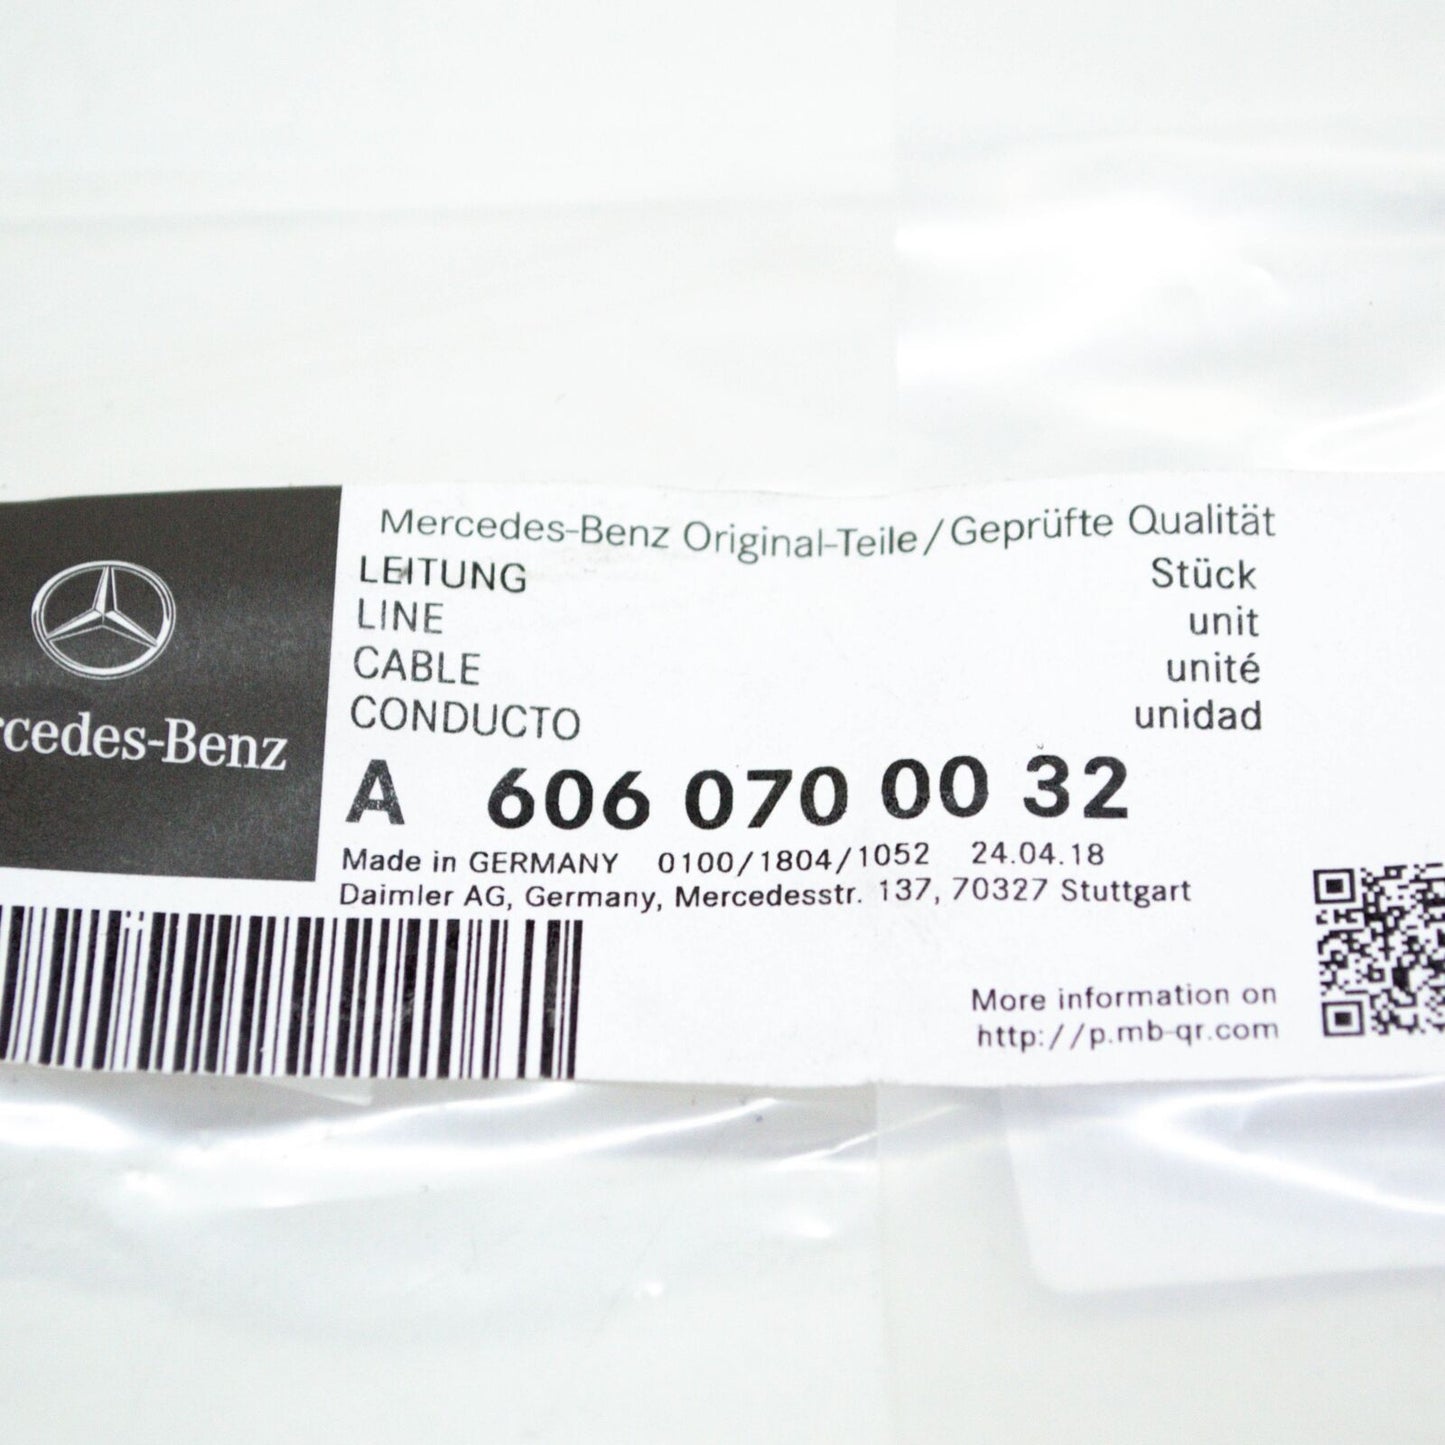 Mercedes-Benz Original-Teile/Geprüfte Qualität
LEITUNG Stück
LINE unit
CABLE unité
CONDUCTO unidad
rcedes-Benz
A 606 070 00 32
Made in GERMANY 0100/1804/1052 24.04.18
Daimler AG, Germany, Mercedesstr. 137, 70327 Stuttgart
More information on
http://p.mb-qr.com